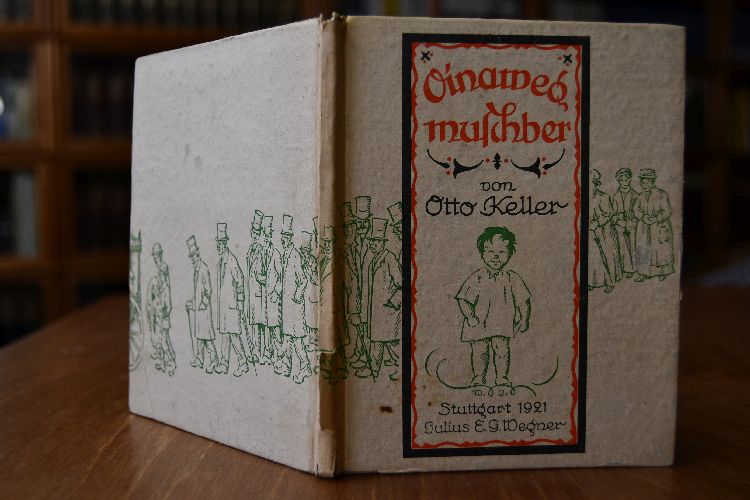 Oinaweg
muſchber
von
Otto Keller
Stuttgart 1921
Julius E. G. Wegner